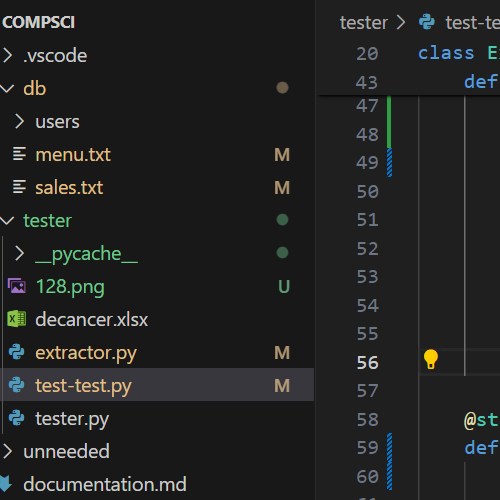 COMPSCI
.vscode
db
users
menu.txt M
sales.txt M
tester
__pycache__
128.png U
decancer.xlsx
extractor.py M
test-test.py M
tester.py
unneeded
documentation.md
tester > test-te
20 class E
43 def
47
48
49
50
51
52
53
54
55
56
57
58 @st
59 def
60